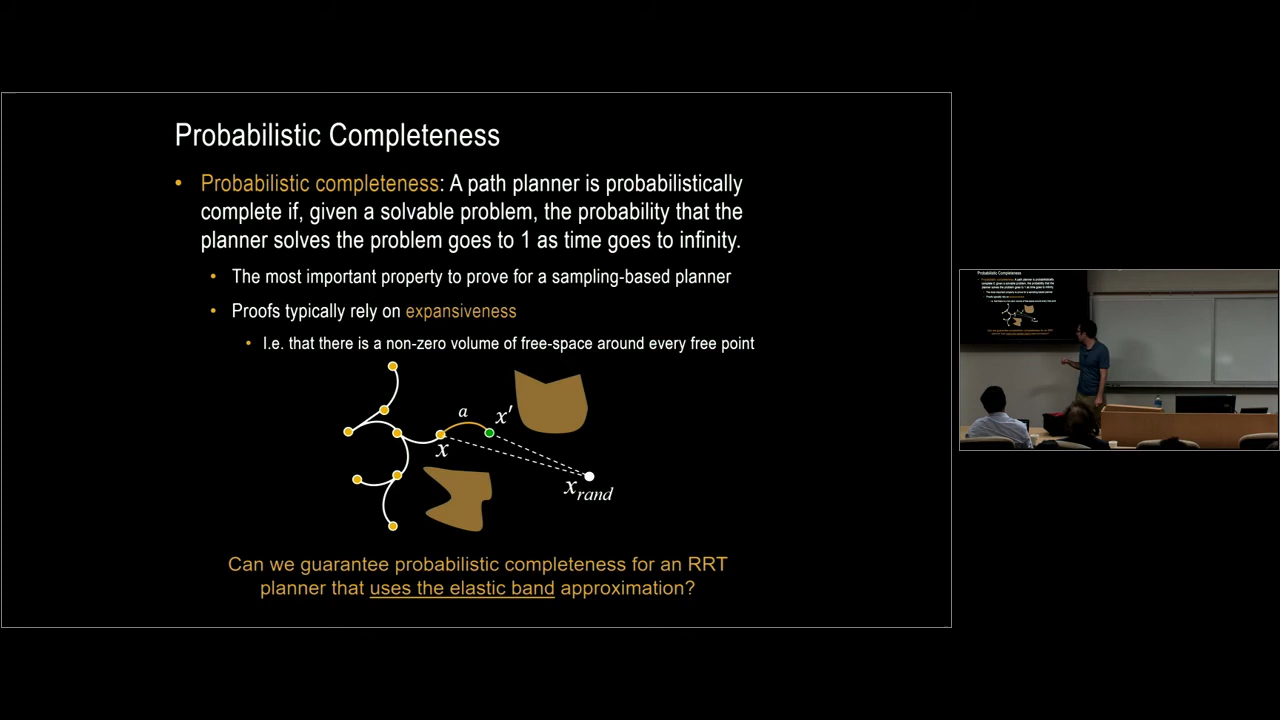 Probabilistic Completeness
• Probabilistic completeness: A path planner is probabilistically
complete if, given a solvable problem, the probability that the
planner solves the problem goes to 1 as time goes to infinity.
• The most important property to prove for a sampling-based planner
• Proofs typically rely on expansiveness
• I.e. that there is a non-zero volume of free-space around every free point
a
x'
x
x_rand
Can we guarantee probabilistic completeness for an RRT
planner that uses the elastic band approximation?
Probabilistic Completeness